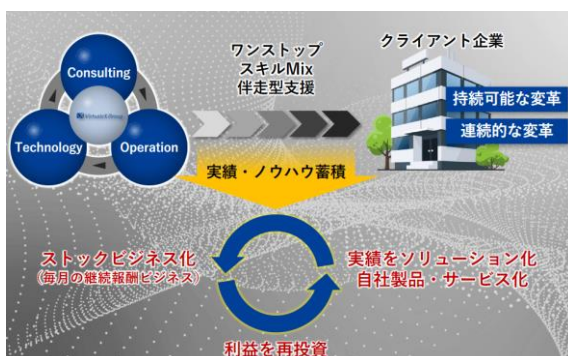 Consulting
Technology
Operation
ワンストップ
スキルMix
伴走型支援
クライアント企業
持続可能な変革
連続的な変革
実績・ノウハウ蓄積
ストックビジネス化
(毎月の継続報酬ビジネス)
実績をソリューション化
自社製品・サービス化
利益を再投資